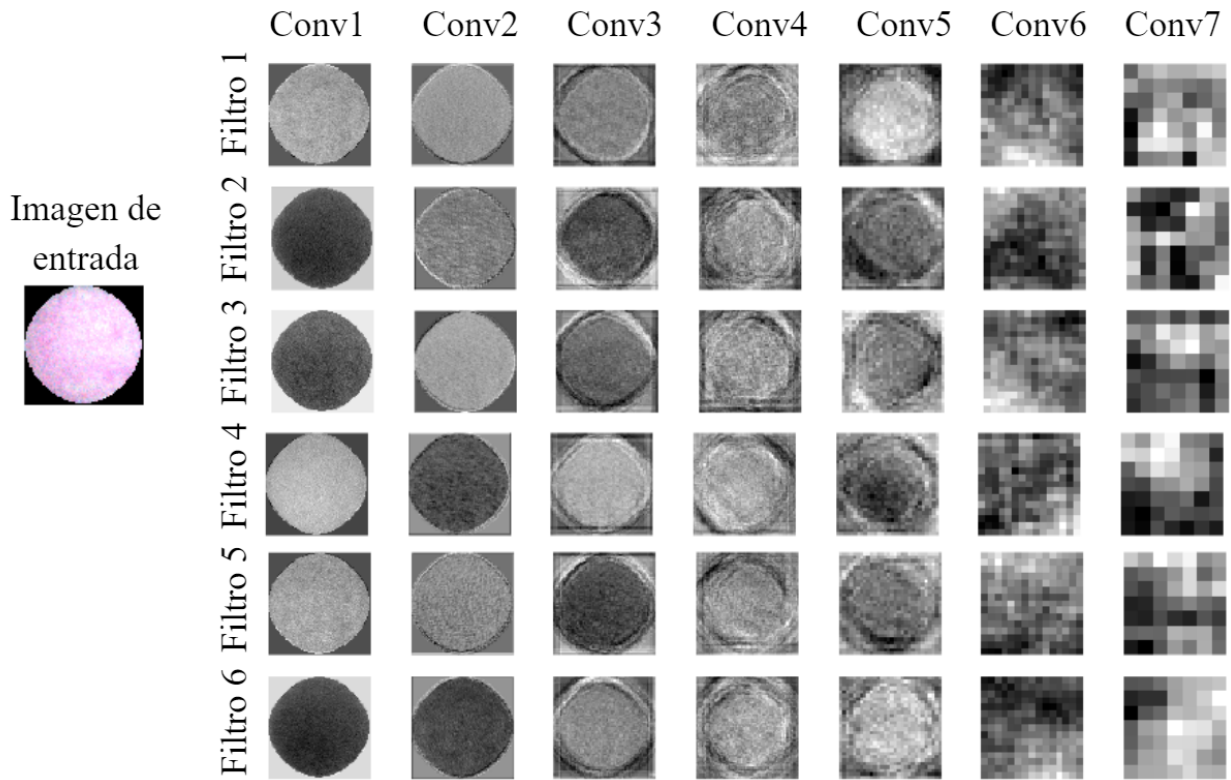 Conv1 Conv2 Conv3 Conv4 Conv5 Conv6 Conv7
Filtro 1
Filtro 2
Imagen de
entrada
Filtro 3
Filtro 4
Filtro 5
Filtro 6